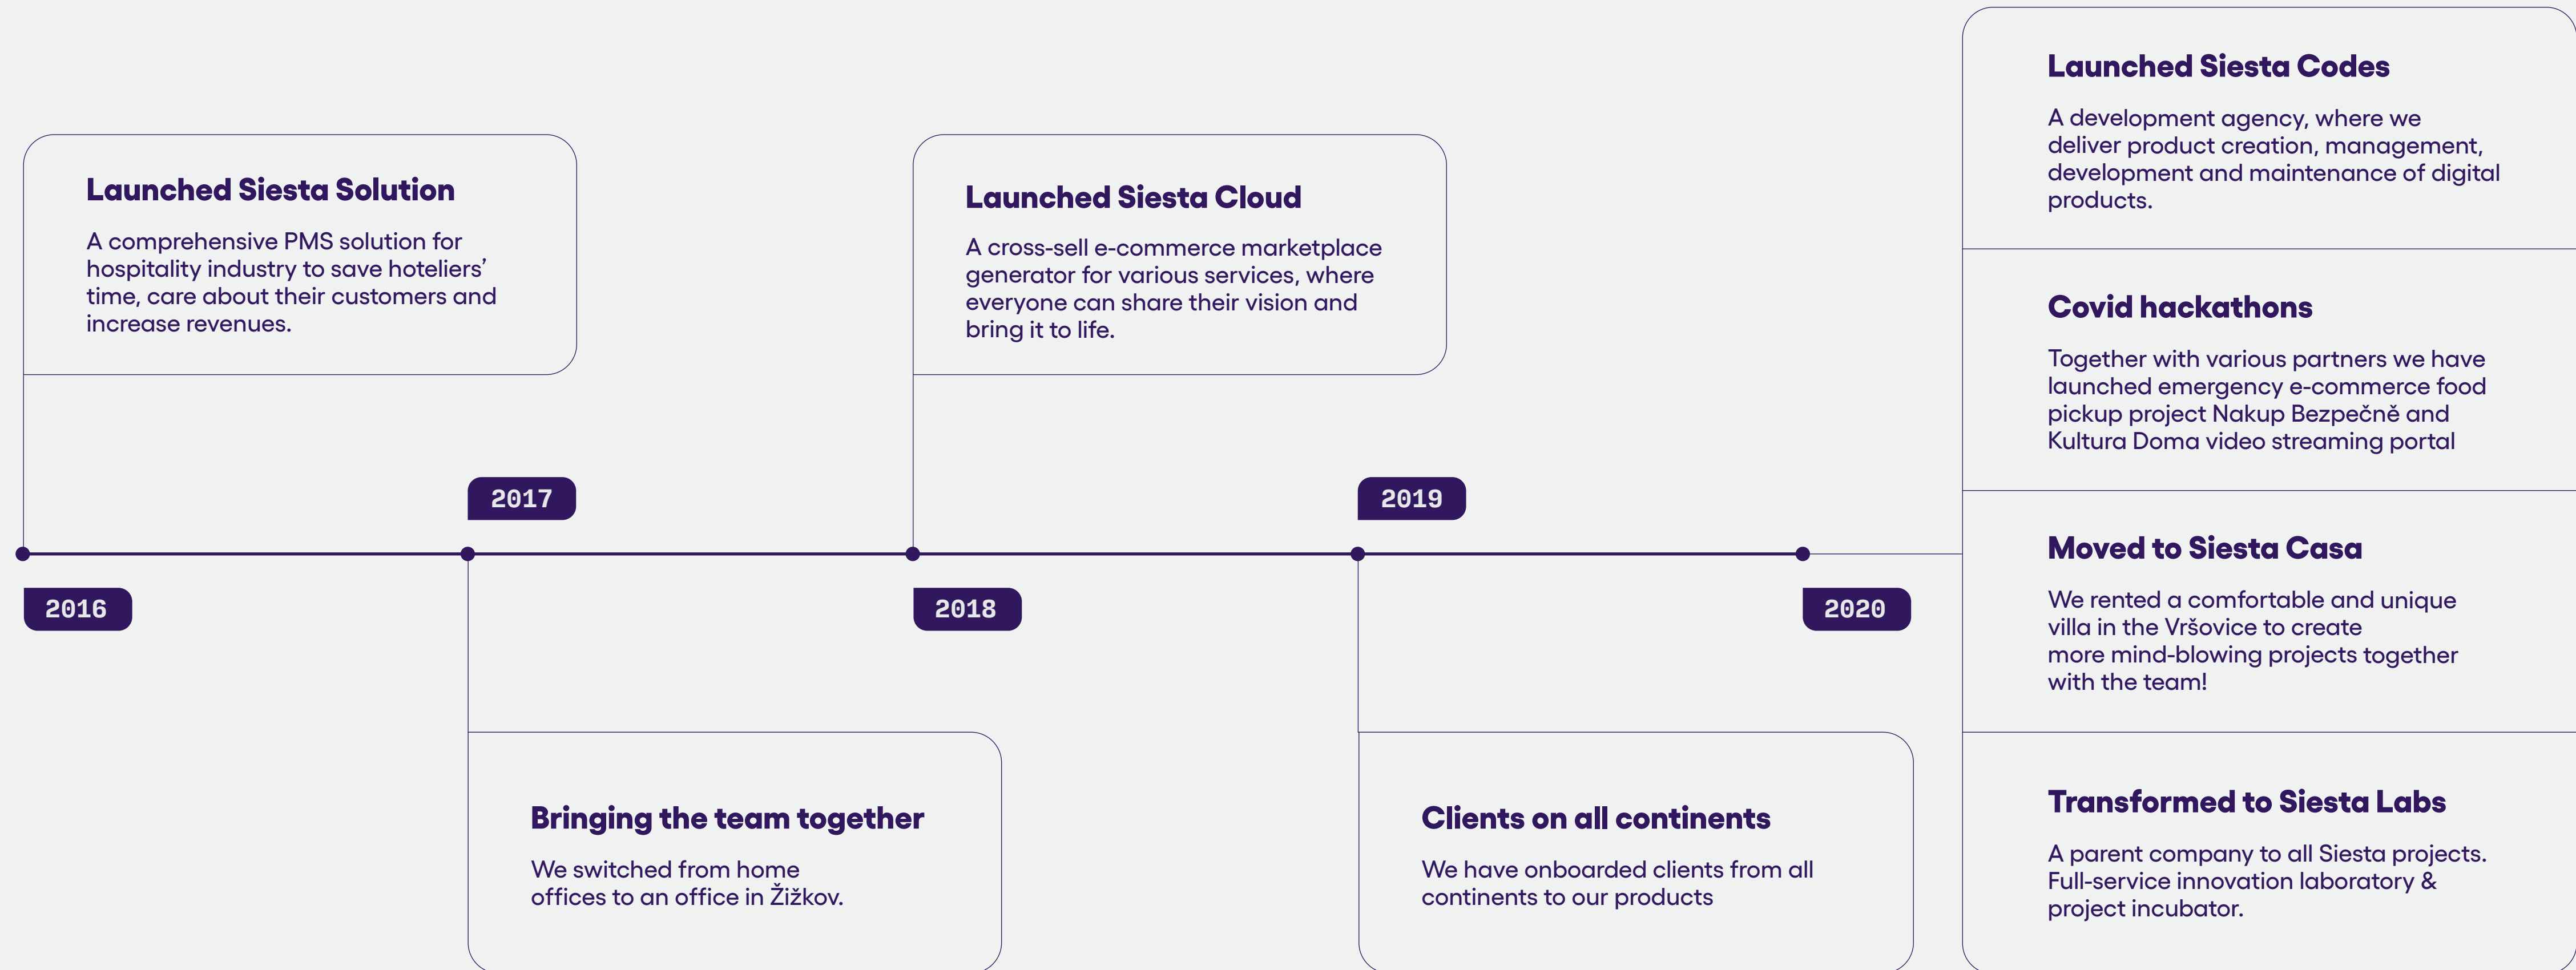 Launched Siesta Solution
A comprehensive PMS solution for
hospitality industry to save hoteliers’
time, care about their customers and
increase revenues.
2016
2017
Bringing the team together
We switched from home
offices to an office in Žižkov.
Launched Siesta Cloud
A cross-sell e-commerce marketplace
generator for various services, where
everyone can share their vision and
bring it to life.
2018
2019
Clients on all continents
We have onboarded clients from all
continents to our products
2020
Launched Siesta Codes
A development agency, where we
deliver product creation, management,
development and maintenance of digital
products.
Covid hackathons
Together with various partners we have
launched emergency e-commerce food
pickup project Nakup Bezpečně and
Kultura Doma video streaming portal
Moved to Siesta Casa
We rented a comfortable and unique
villa in the Vršovice to create
more mind-blowing projects together
with the team!
Transformed to Siesta Labs
A parent company to all Siesta projects.
Full-service innovation laboratory &
project incubator.